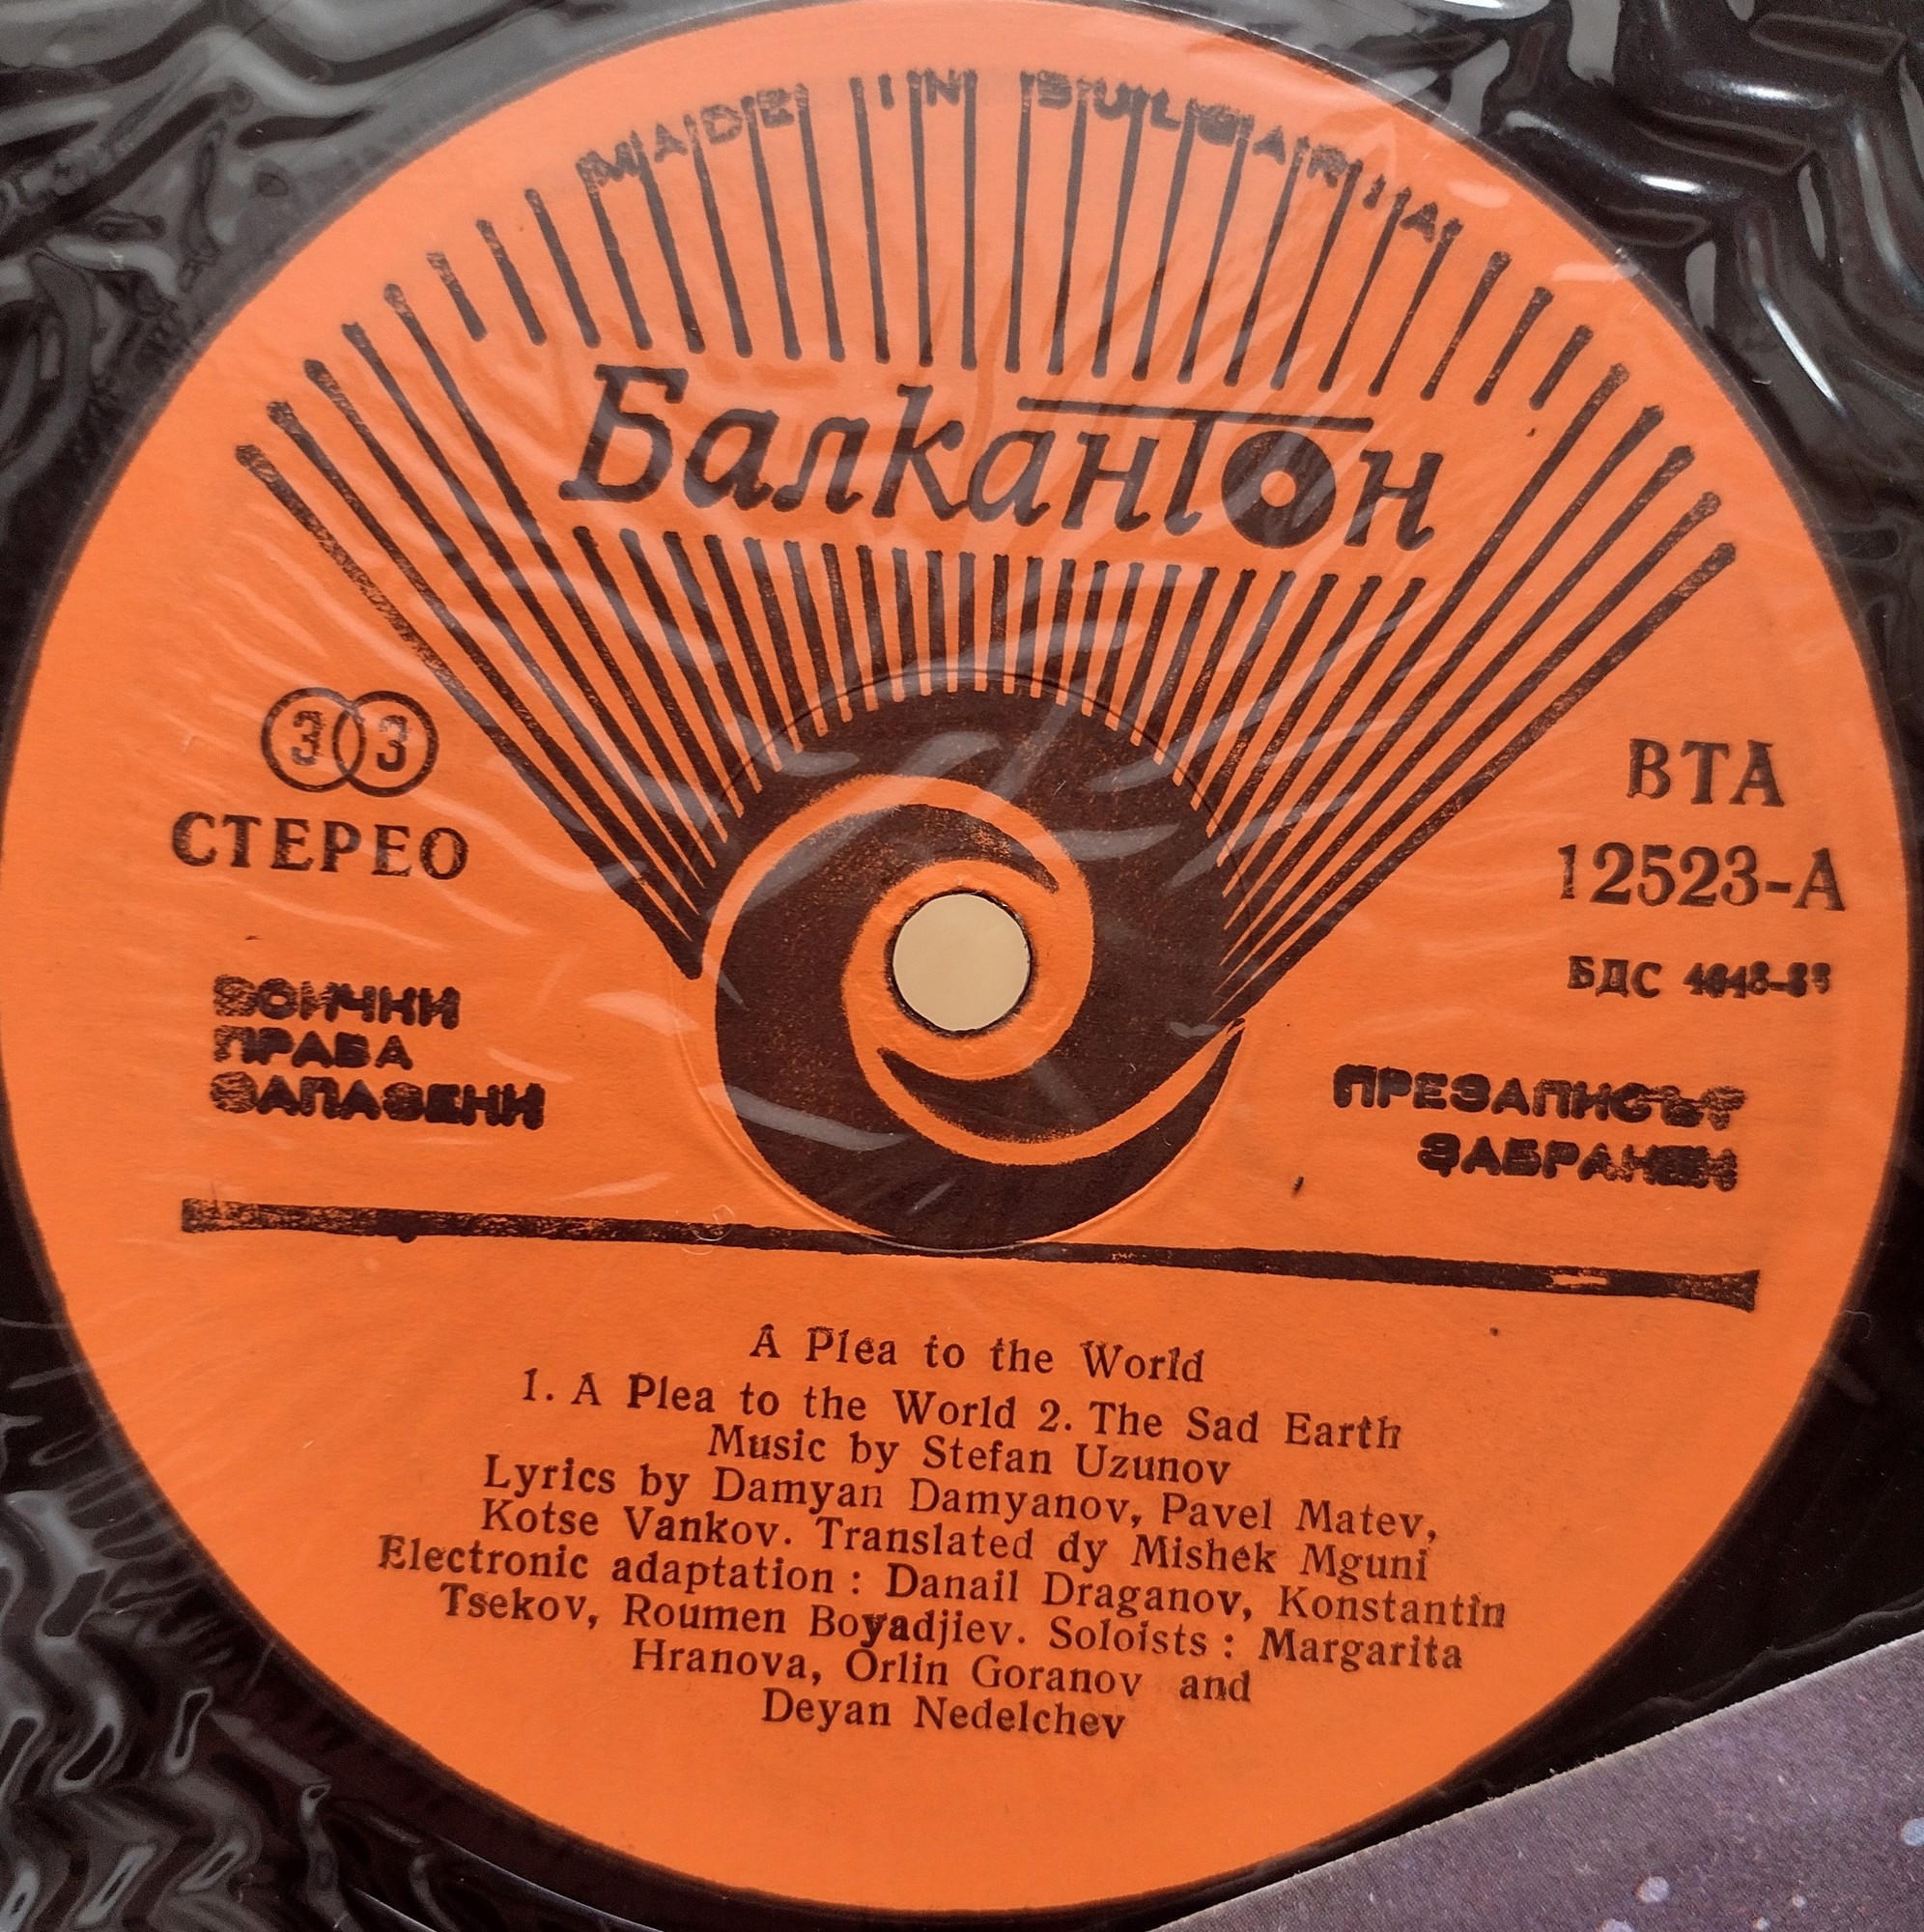 MADE IN BULGARIA
Балкантон
33
СТЕРЕО
ВТА
12523-А
БДС
ВСИЧКИ
ПРАВА
ЗАПАЗЕНИ
ПРЕЗАПИСЪТ
ЗАБРАНЕН
A Plea to the World
1. A Plea to the World 2. The Sad Earth
Music by Stefan Uzunov
Lyrics by Damyan Damyanov, Pavel Matev,
Kotse Vankov. Translated dy Mishek Mguni
Electronic adaptation : Danail Draganov, Konstantin
Tsekov, Roumen Boyadjiev. Soloists : Margarita
Hranova, Orlin Goranov and
Deyan Nedelchev